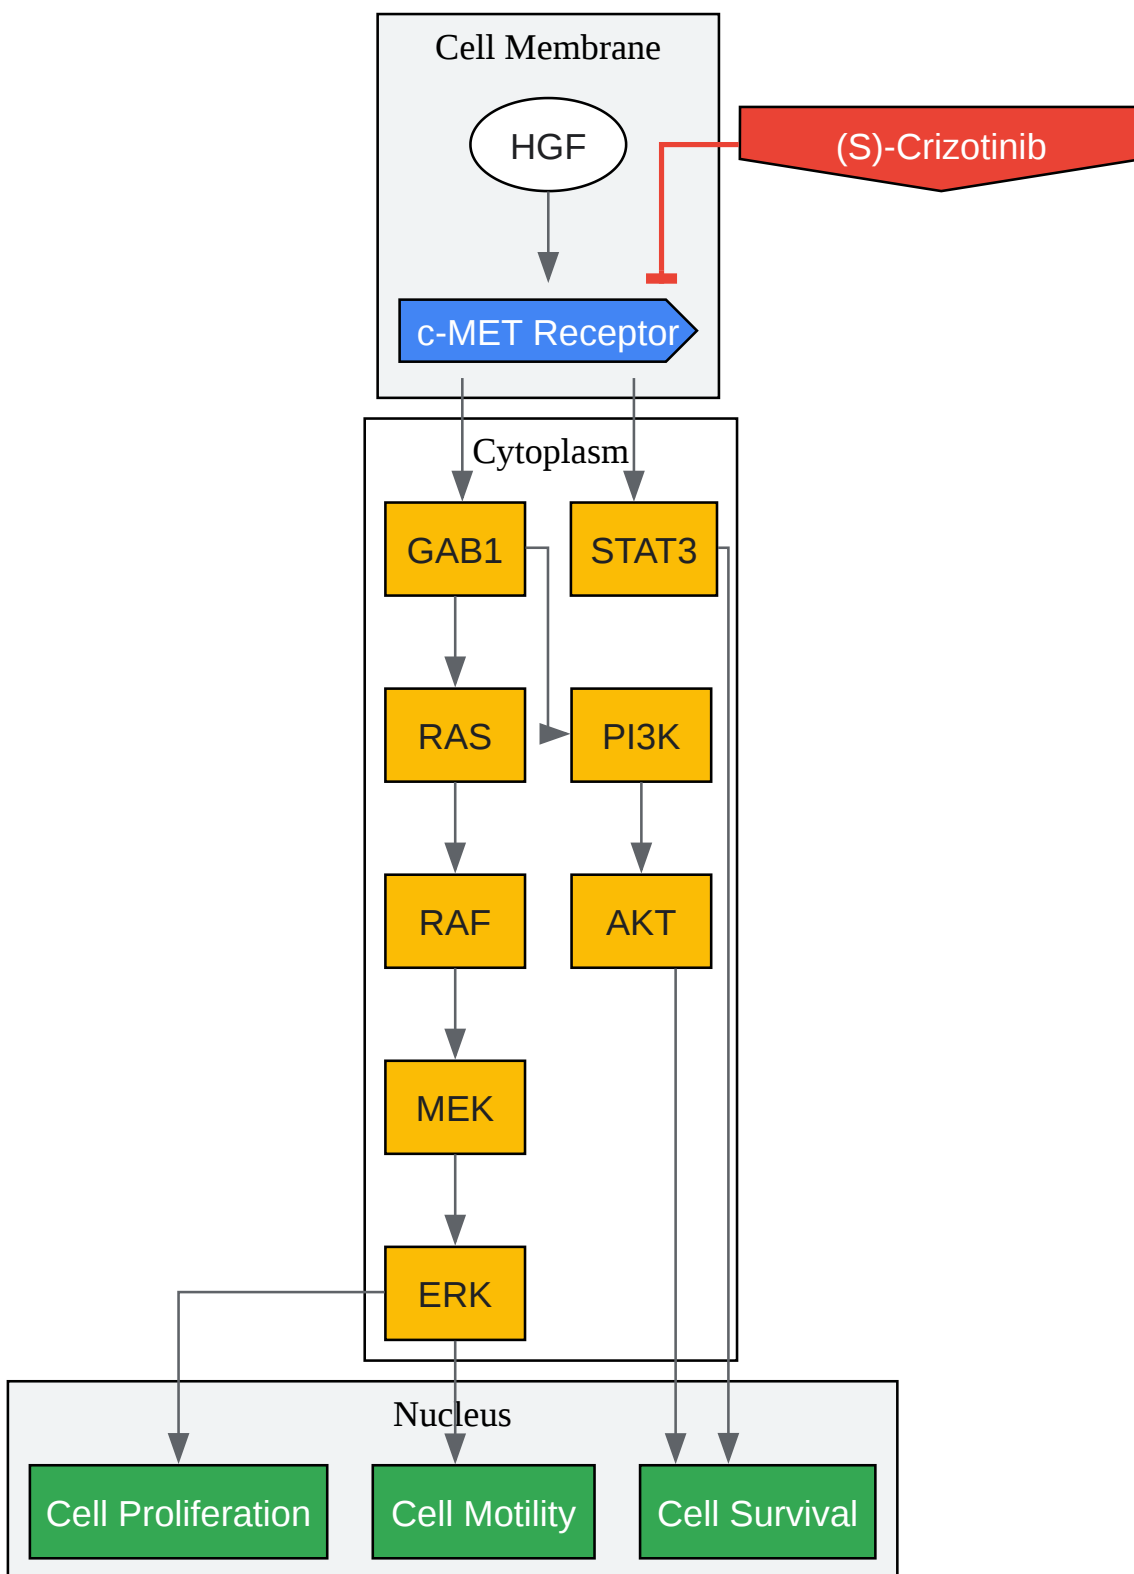 Cell Membrane
HGF
(S)-Crizotinib
c-MET Receptor
Cytoplasm
GAB1
STAT3
RAS
PI3K
RAF
AKT
MEK
ERK
Nucleus
Cell Proliferation
Cell Motility
Cell Survival